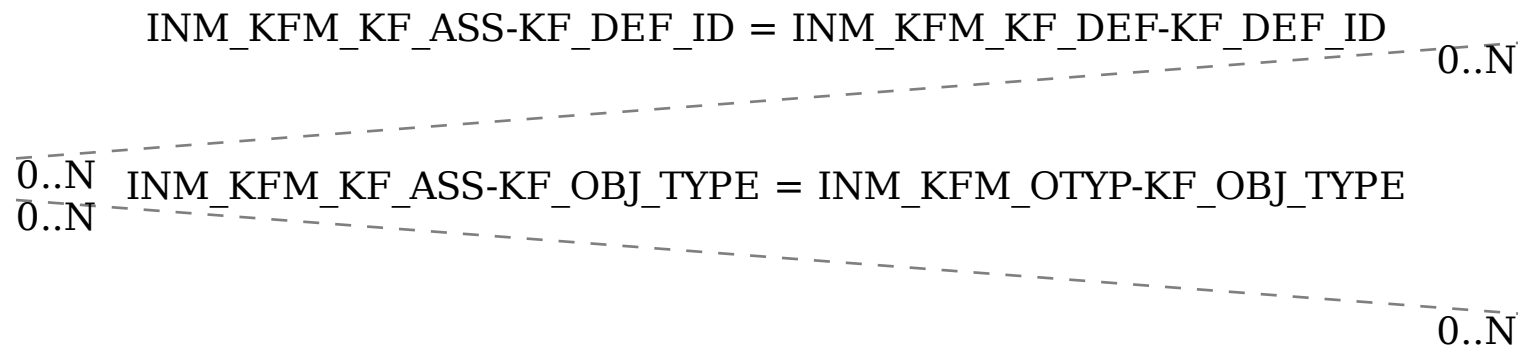 INM_KFM_KF_ASS-KF_DEF_ID = INM_KFM_KF_DEF-KF_DEF_ID
0..N
0..N
INM_KFM_KF_ASS-KF_OBJ_TYPE = INM_KFM_OTYP-KF_OBJ_TYPE
0..N
0..N